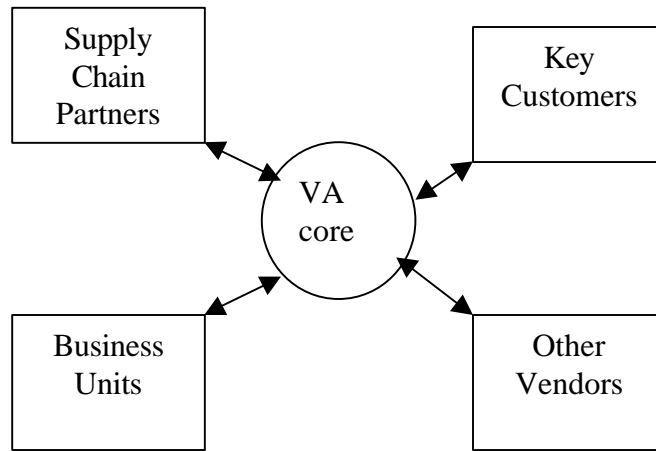 Supply
Chain
Partners
Key
Customers
VA
core
Business
Units
Other
Vendors